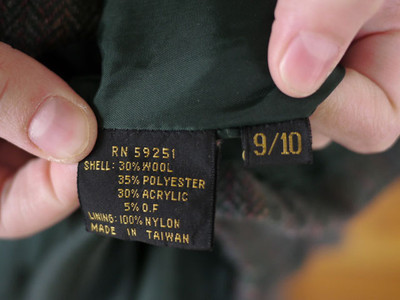 RN 59251
SHELL: 30% WOOL
35% POLYESTER
30% ACRYLIC
5% O.F
LINING: 100% NYLON
MADE IN TAIWAN
9/10